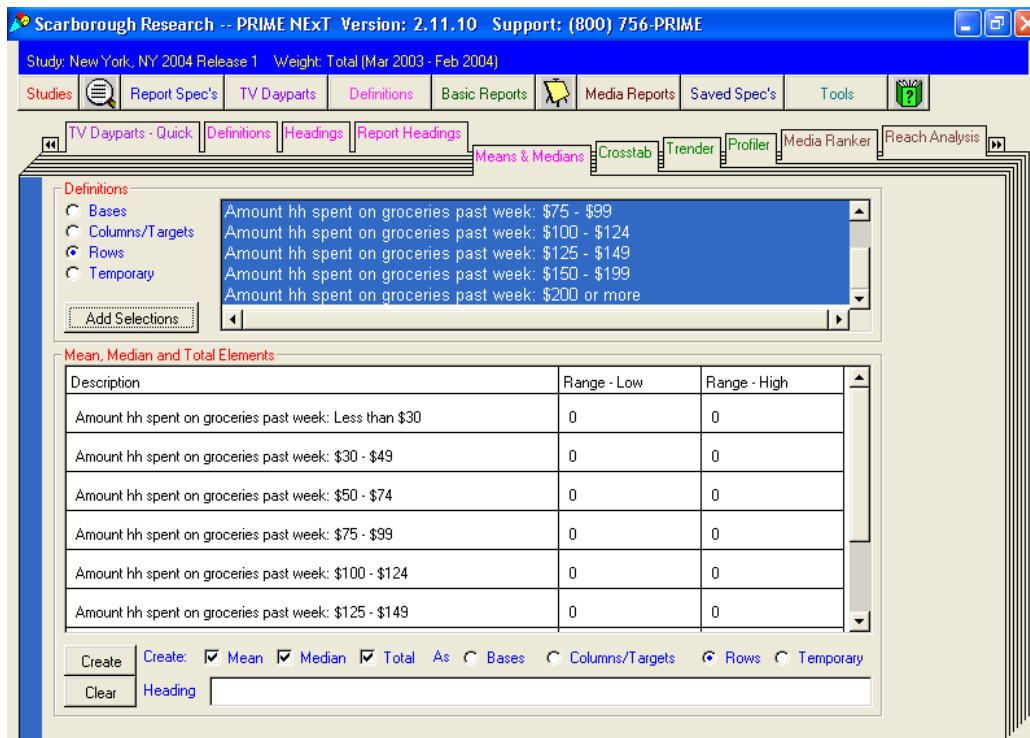 Scarborough Research -- PRIME NExT Version: 2.11.10 Support: (800) 756-PRIME
Study: New York, NY 2004 Release 1 Weight: Total (Mar 2003 - Feb 2004)
Studies Report Spec's TV Dayparts Definitions Basic Reports Media Reports Saved Spec's Tools ?
TV Dayparts - Quick Definitions Headings Report Headings Means & Medians Crosstab Trender Profiler Media Ranker Reach Analysis
Definitions
Bases
Columns/Targets
Rows
Temporary
Add Selections
Amount hh spent on groceries past week: $75 - $99
Amount hh spent on groceries past week: $100 - $124
Amount hh spent on groceries past week: $125 - $149
Amount hh spent on groceries past week: $150 - $199
Amount hh spent on groceries past week: $200 or more
Mean, Median and Total Elements
Description Range - Low Range - High
Amount hh spent on groceries past week: Less than $30 0 0
Amount hh spent on groceries past week: $30 - $49 0 0
Amount hh spent on groceries past week: $50 - $74 0 0
Amount hh spent on groceries past week: $75 - $99 0 0
Amount hh spent on groceries past week: $100 - $124 0 0
Amount hh spent on groceries past week: $125 - $149 0 0
Create Create: Mean Median Total As Bases Columns/Targets Rows Temporary
Clear Heading